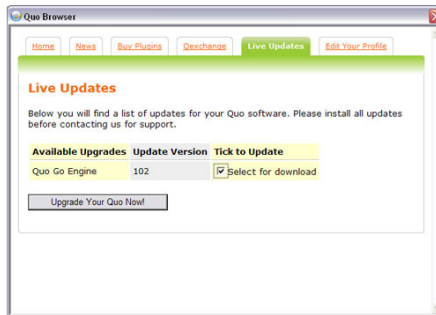 Quo Browser
Home News Buy Plugins Qexchange Live Updates Edit Your Profile
Live Updates
Below you will find a list of updates for your Quo software. Please install all updates
before contacting us for support.
Available Upgrades Update Version Tick to Update
Quo Go Engine 102 Select for download
Upgrade Your Quo Now!